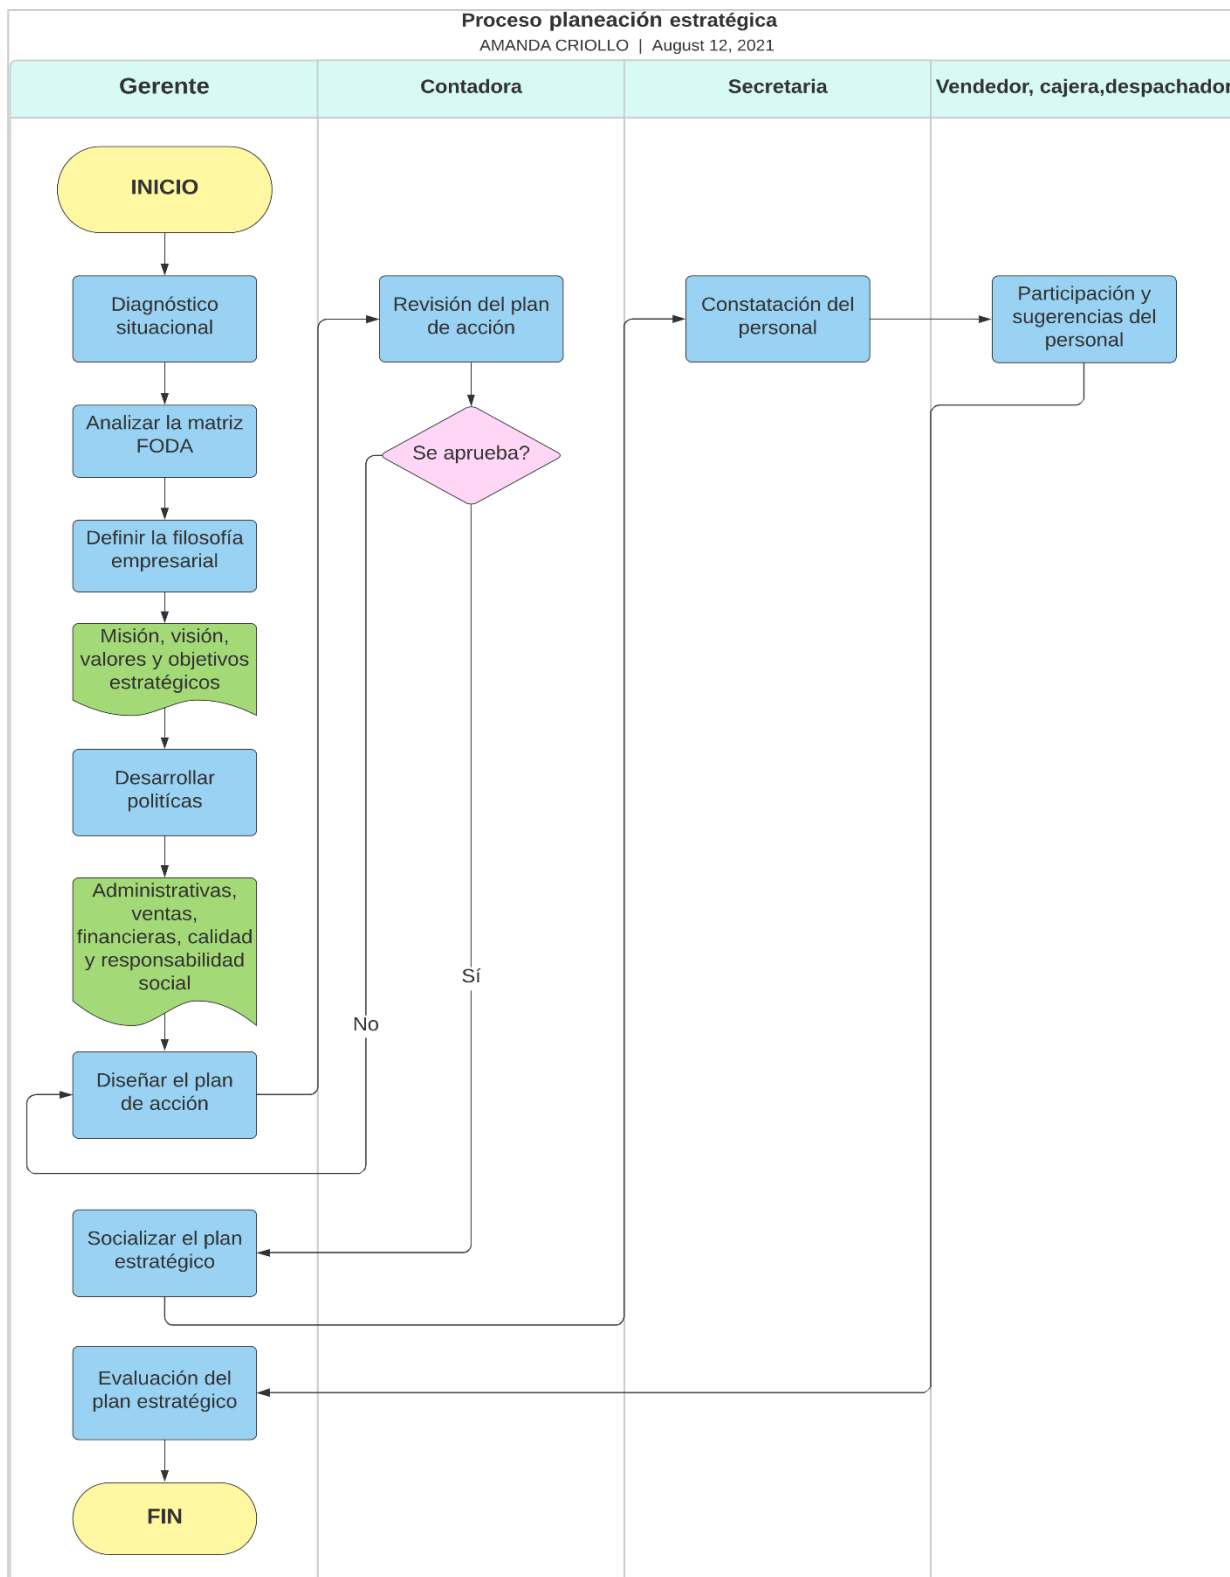 Proceso planeación estratégica
AMANDA CRIOLLO | August 12, 2021
Gerente
Contadora
Secretaria
Vendedor, cajera,despachador
INICIO
Diagnóstico
situacional
Revisión del plan
de acción
Constatación del
personal
Participación y
sugerencias del
personal
Analizar la matriz
FODA
Se aprueba?
Definir la filosofía
empresarial
Misión, visión,
valores y objetivos
estratégicos
Desarrollar
politícas
Administrativas,
ventas,
financieras, calidad
y responsabilidad
social
Sí
No
Diseñar el plan
de acción
Socializar el plan
estratégico
Evaluación del
plan estratégico
FIN